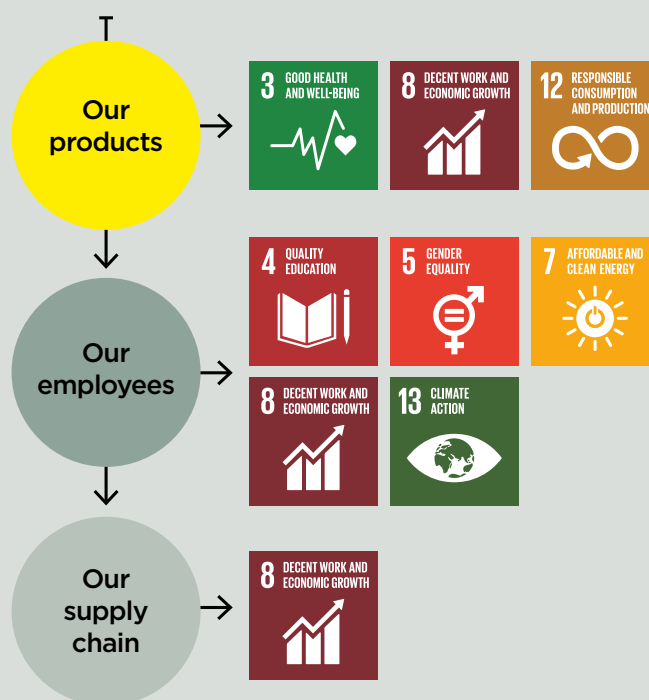 Our
products
3 GOOD HEALTH
AND WELL-BEING
8 DECENT WORK AND
ECONOMIC GROWTH
12 RESPONSIBLE
CONSUMPTION
AND PRODUCTION
Our
employees
4 QUALITY
EDUCATION
5 GENDER
EQUALITY
7 AFFORDABLE AND
CLEAN ENERGY
8 DECENT WORK AND
ECONOMIC GROWTH
13 CLIMATE
ACTION
Our
supply
chain
8 DECENT WORK AND
ECONOMIC GROWTH